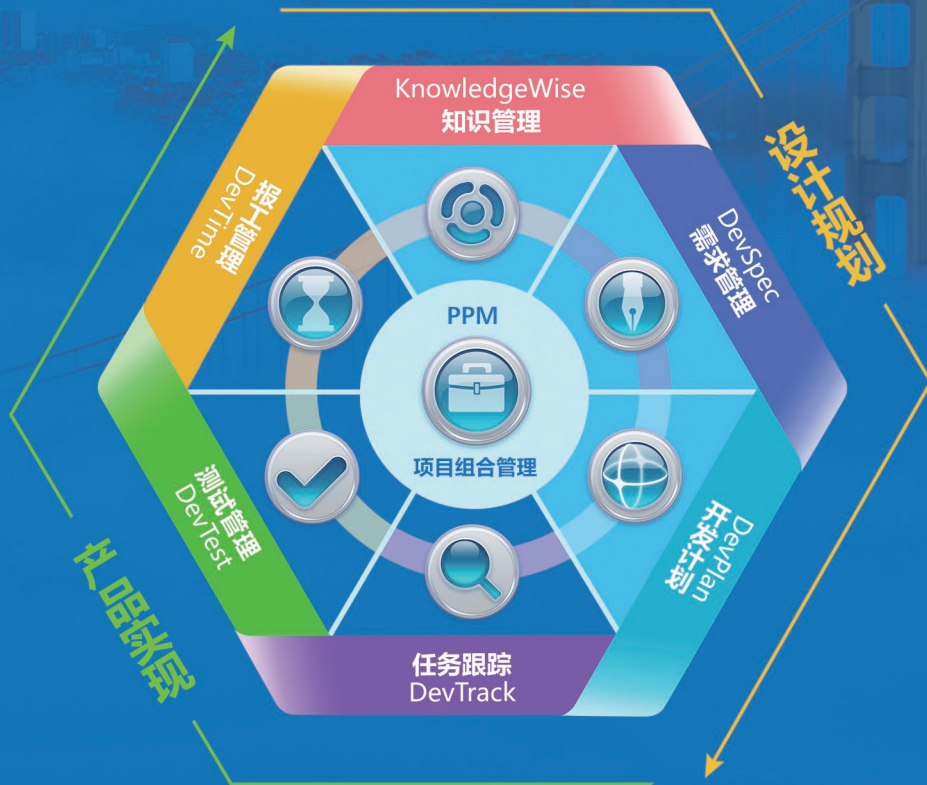 KnowledgeWise
知识管理
设计规划
DevSpec
需求管理
DevPlan
开发计划
任务跟踪
DevTrack
测试管理
DevTest
产品实现
报工管理
DevTime
PPM
项目组合管理